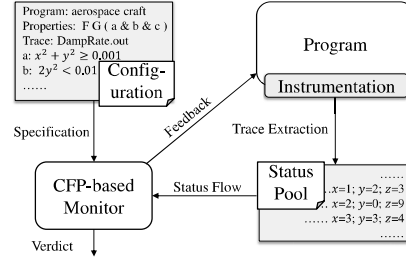 Program: aerospace craft
Properties: F G ( a & b & c )
Trace: DampRate.out
a: x² + y² ≥ 0.001
b: 2y² < 0.01
......
Config-
uration
Program
Instrumentation
Specification
Feedback
Trace Extraction
CFP-based
Monitor
Status Flow
Status
Pool
......
...x=1; y=2; z=3
...x=2; y=0; z=9
...... x=3; y=3; z=4
......
Verdict